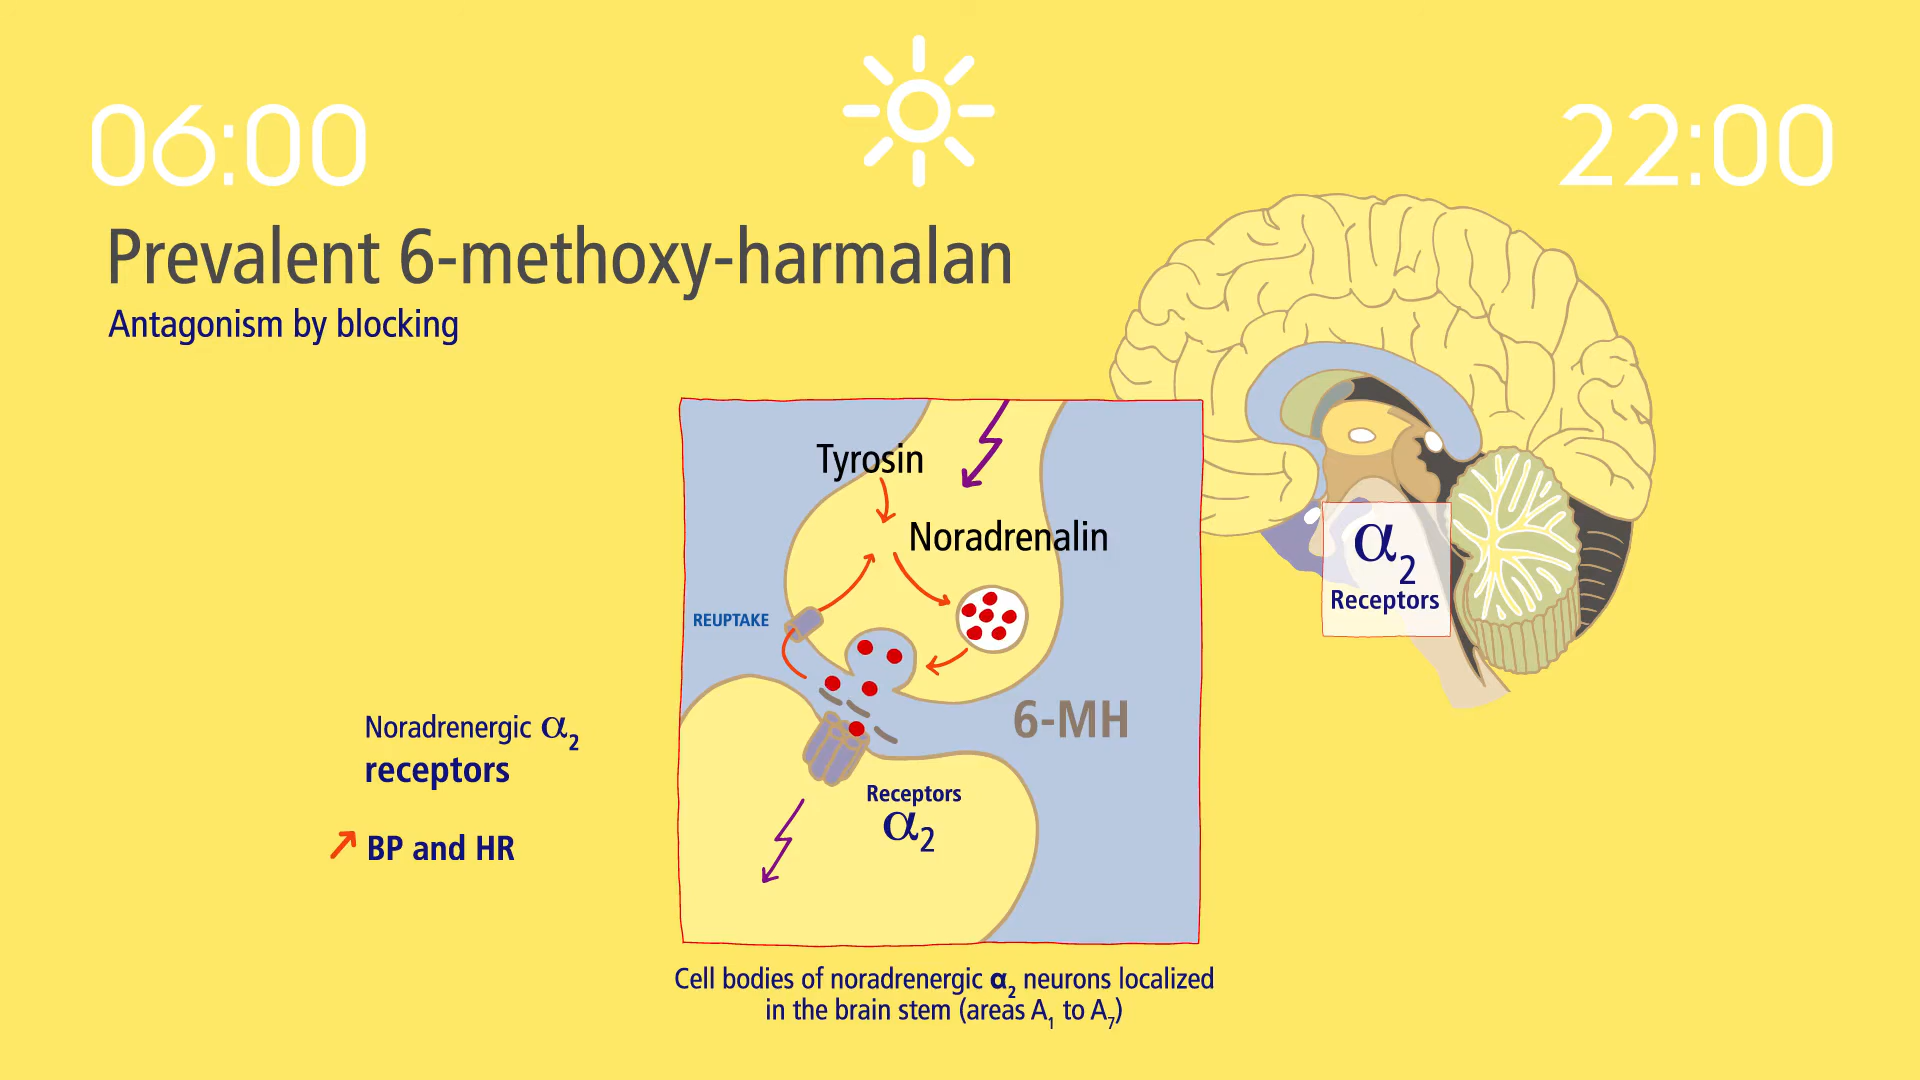 06:00
22:00
Prevalent 6-methoxy-harmalan
Antagonism by blocking
Tyrosin
Noradrenalin
REUPTAKE
6-MH
Receptors
α₂
α₂
Receptors
Noradrenergic α₂
receptors
BP and HR
Cell bodies of noradrenergic α₂ neurons localized
in the brain stem (areas A₁ to A₇)